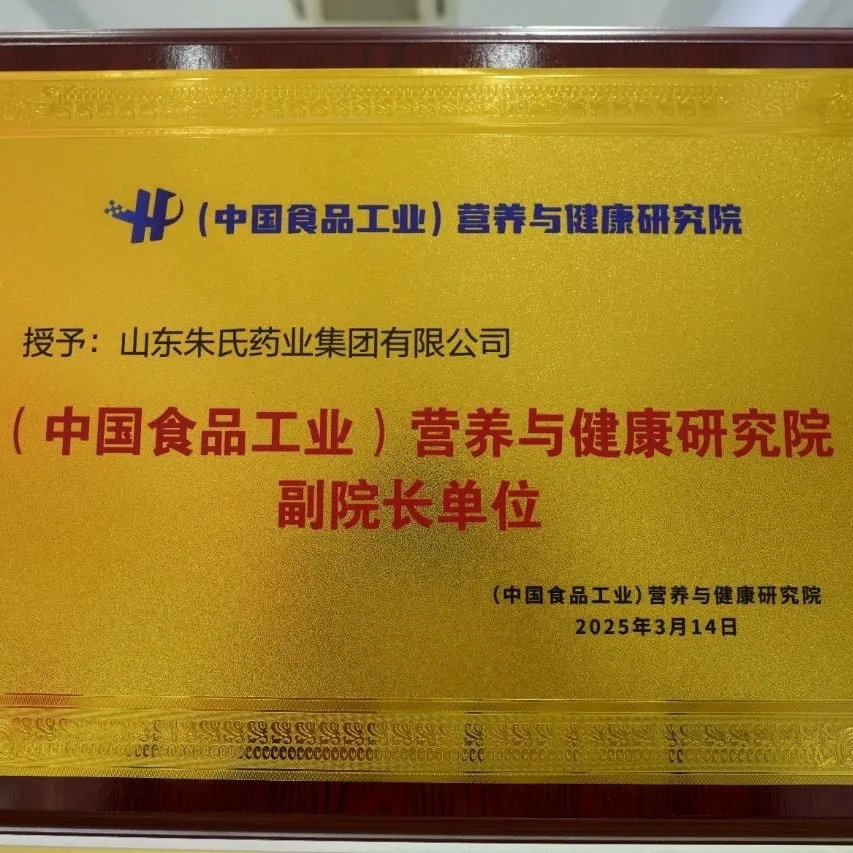 （中国食品工业）营养与健康研究院
授予：山东朱氏药业集团有限公司
（中国食品工业）营养与健康研究院
副院长单位
（中国食品工业）营养与健康研究院
2025年3月14日